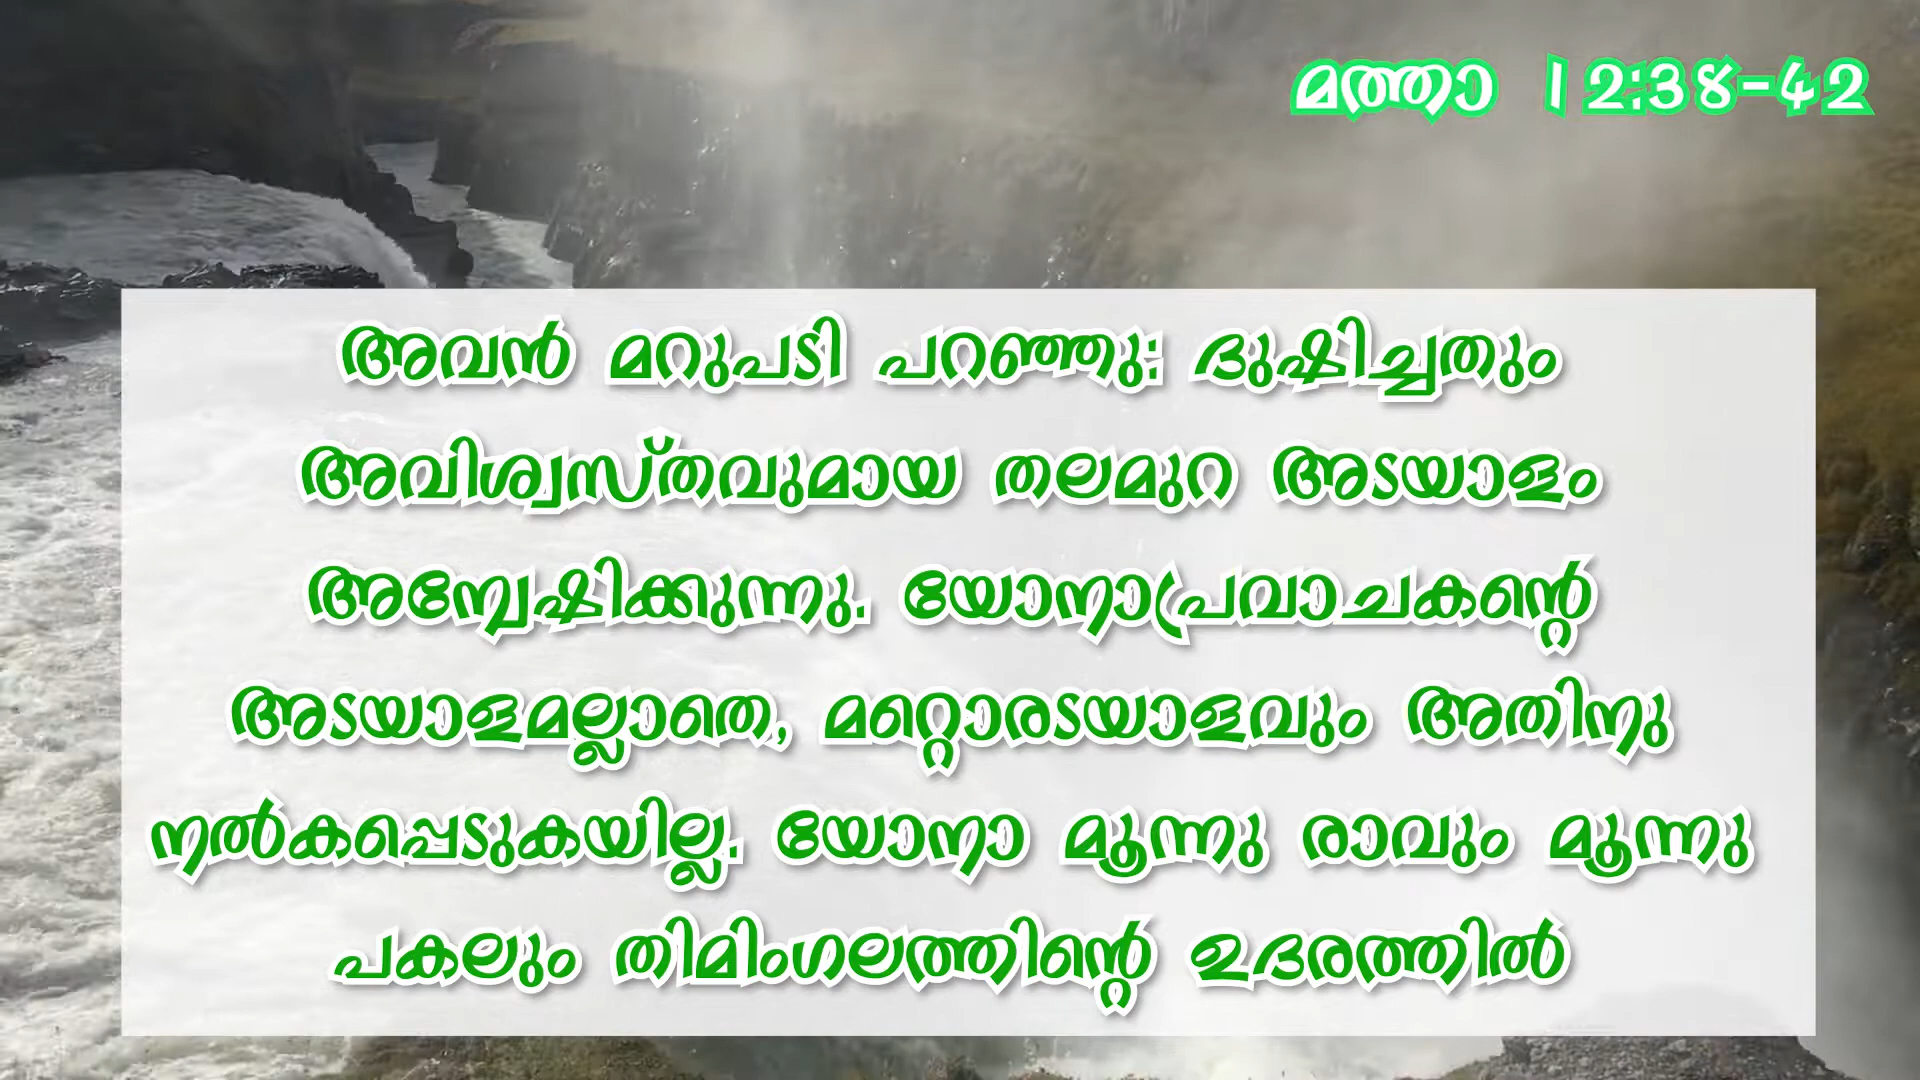 മത്താ 12:38-42
അവൻ മറുപടി പറഞ്ഞു: ദുഷിച്ചതും
അവിശ്വസ്തവുമായ തലമുറ അടയാളം
അന്വേഷിക്കുന്നു. യോനാപ്രവാചകന്റെ
അടയാളമല്ലാതെ, മറ്റൊരടയാളവും അതിനു
നൽകപ്പെടുകയില്ല. യോനാ മൂന്നു രാവും മൂന്നു
പകലും തിമിംഗലത്തിന്റെ ഉദരത്തിൽ